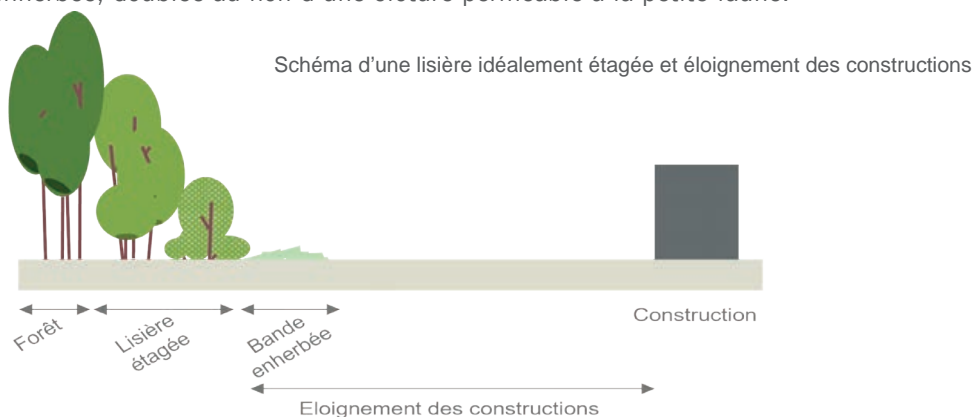 Schéma d'une lisière idéalement étagée et éloignement des constructions
Forêt
Lisière
étagée
Bande
enherbée
Construction
Eloignement des constructions